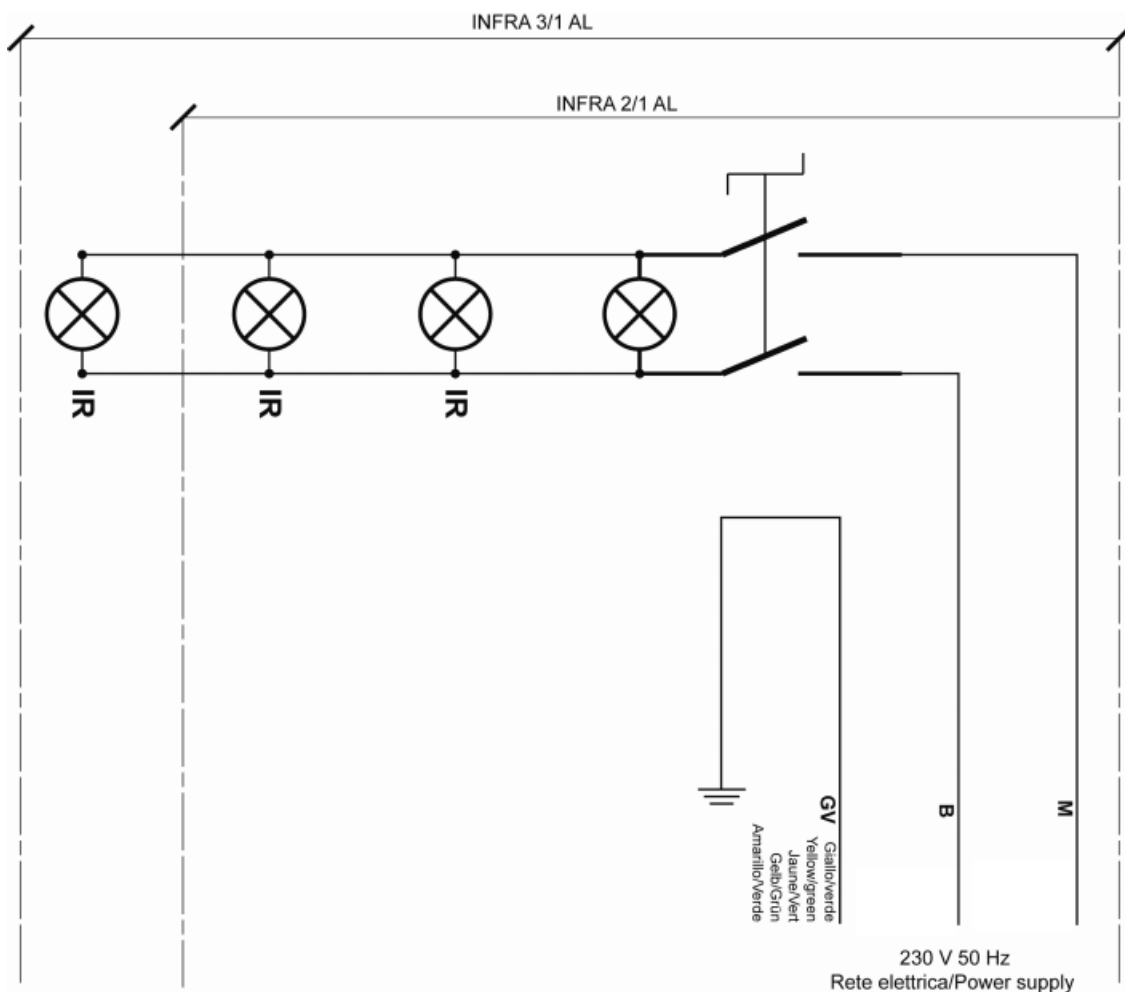 INFRA 3/1 AL
INFRA 2/1 AL
IR
IR
IR
GV
Giallo/verde
Yellow/green
Jaune/Vert
Gelb/Grün
Amarillo/Verde
B
M
230 V 50 Hz
Rete elettrica/Power supply